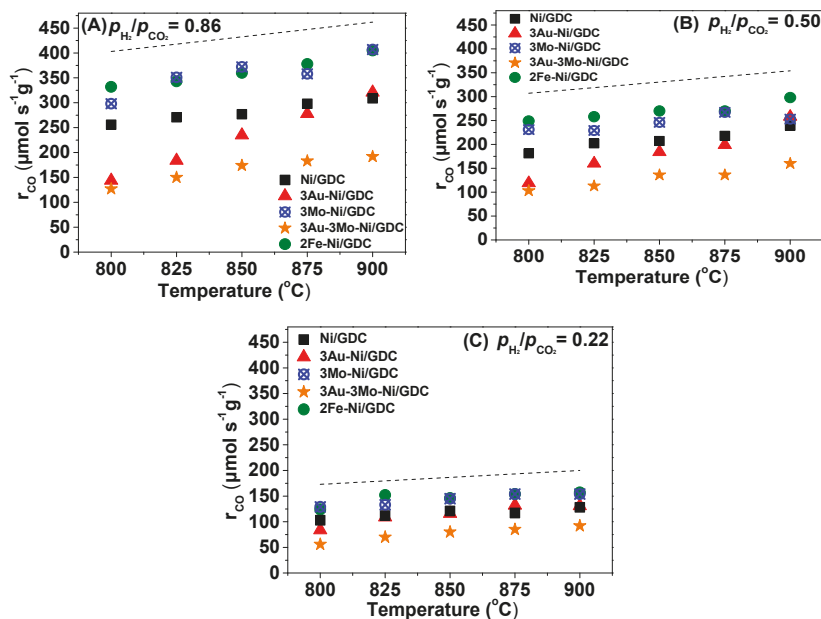 (A) pH₂/pCO₂ = 0.86
rCO (μmol s⁻¹g⁻¹)
450
400
350
300
250
200
150
100
50
0
Ni/GDC
3Au-Ni/GDC
3Mo-Ni/GDC
3Au-3Mo-Ni/GDC
2Fe-Ni/GDC
800 825 850 875 900
Temperature (°C)
(B) pH₂/pCO₂ = 0.50
rCO (μmol s⁻¹g⁻¹)
450
400
350
300
250
200
150
100
50
0
Ni/GDC
3Au-Ni/GDC
3Mo-Ni/GDC
3Au-3Mo-Ni/GDC
2Fe-Ni/GDC
800 825 850 875 900
Temperature (°C)
(C) pH₂/pCO₂ = 0.22
rCO (μmol s⁻¹g⁻¹)
450
400
350
300
250
200
150
100
50
0
Ni/GDC
3Au-Ni/GDC
3Mo-Ni/GDC
3Au-3Mo-Ni/GDC
2Fe-Ni/GDC
800 825 850 875 900
Temperature (°C)